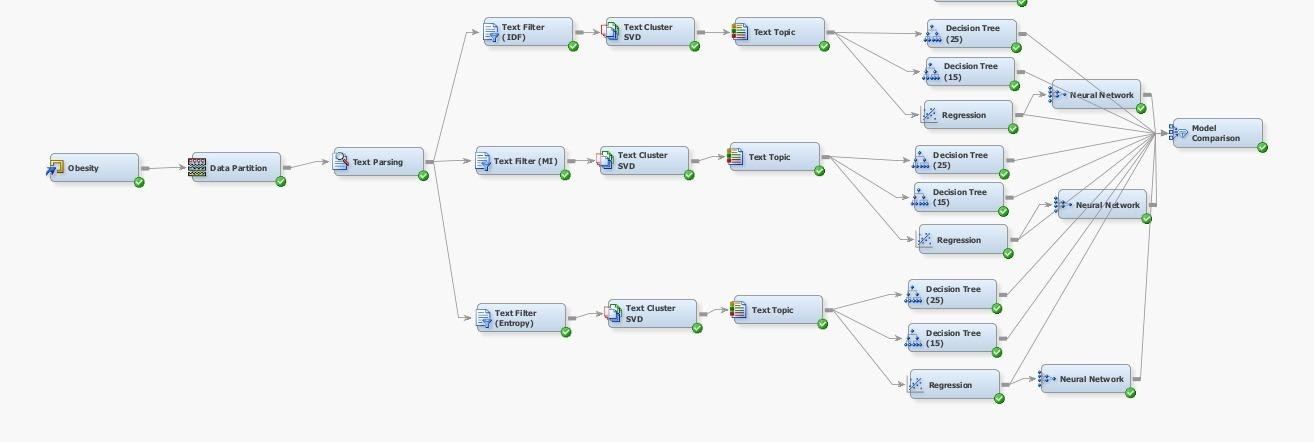 Text Filter
(IDF)
Text Cluster
SVD
Text Topic
Decision Tree
(25)
Decision Tree
(15)
Regression
Neural Network
Obesity
Data Partition
Text Parsing
Text Filter (MI)
Text Cluster
SVD
Text Topic
Decision Tree
(25)
Decision Tree
(15)
Regression
Neural Network
Model
Comparison
Text Filter
(Entropy)
Text Cluster
SVD
Text Topic
Decision Tree
(25)
Decision Tree
(15)
Regression
Neural Network